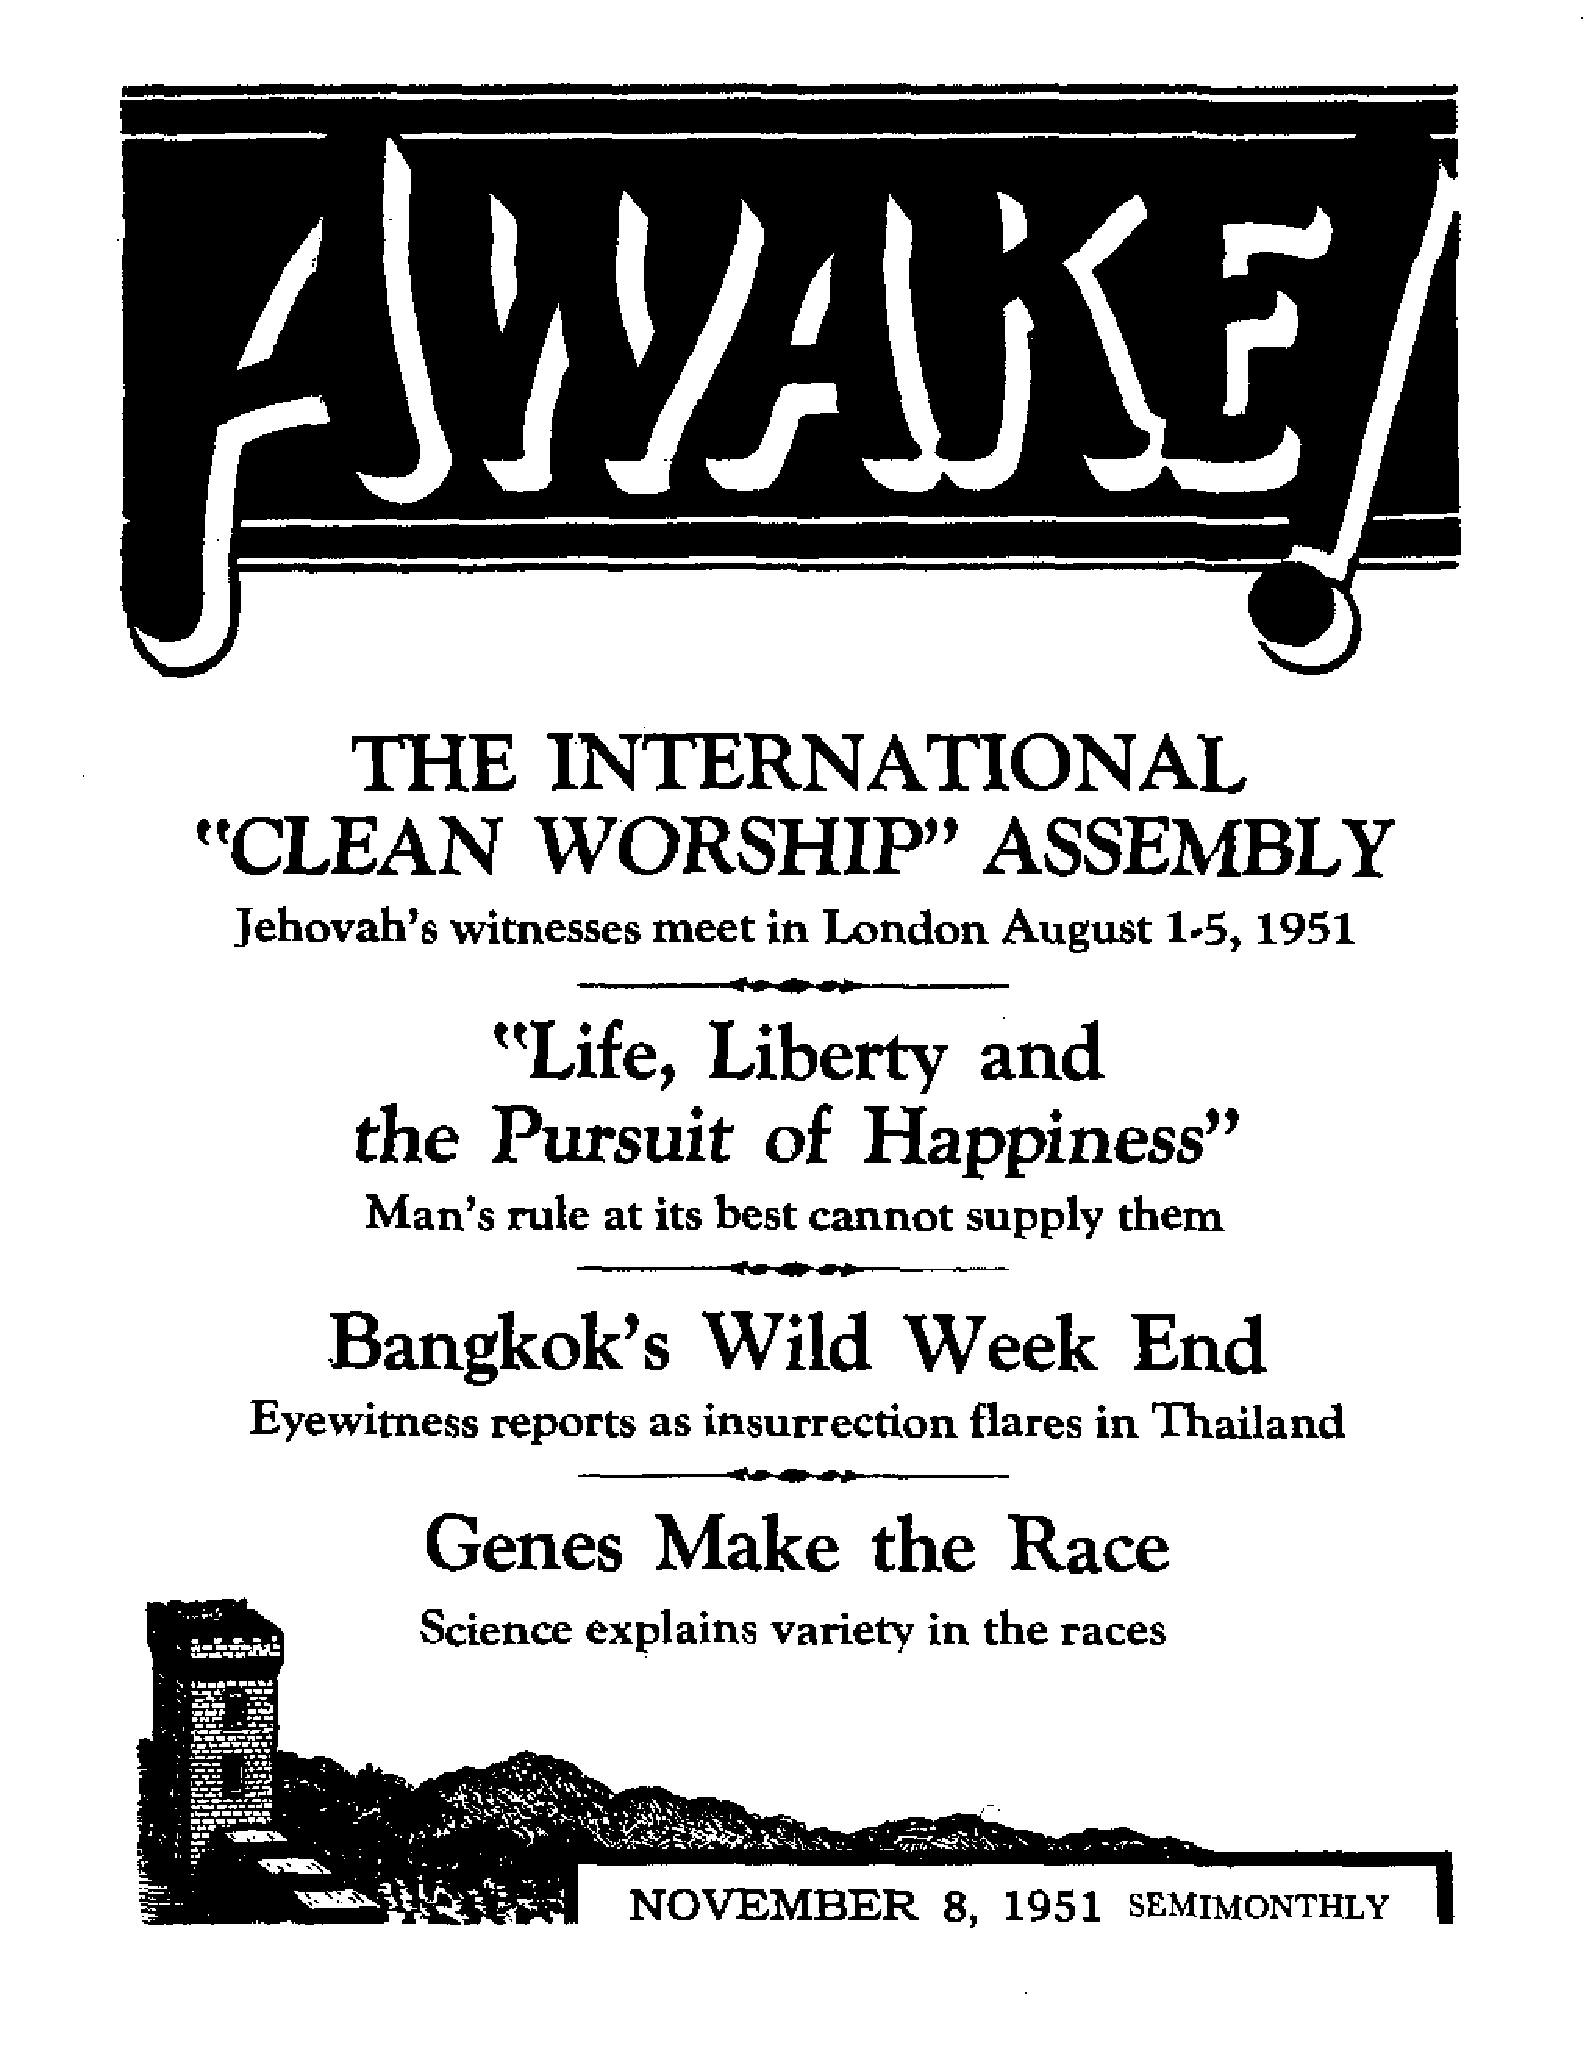 AWAKE!
THE INTERNATIONAL
"CLEAN WORSHIP" ASSEMBLY
Jehovah's witnesses meet in London August 1-5, 1951
"Life, Liberty and
the Pursuit of Happiness"
Man's rule at its best cannot supply them
Bangkok's Wild Week End
Eyewitness reports as insurrection flares in Thailand
Genes Make the Race
Science explains variety in the races
NOVEMBER 8, 1951 SEMIMONTHLY